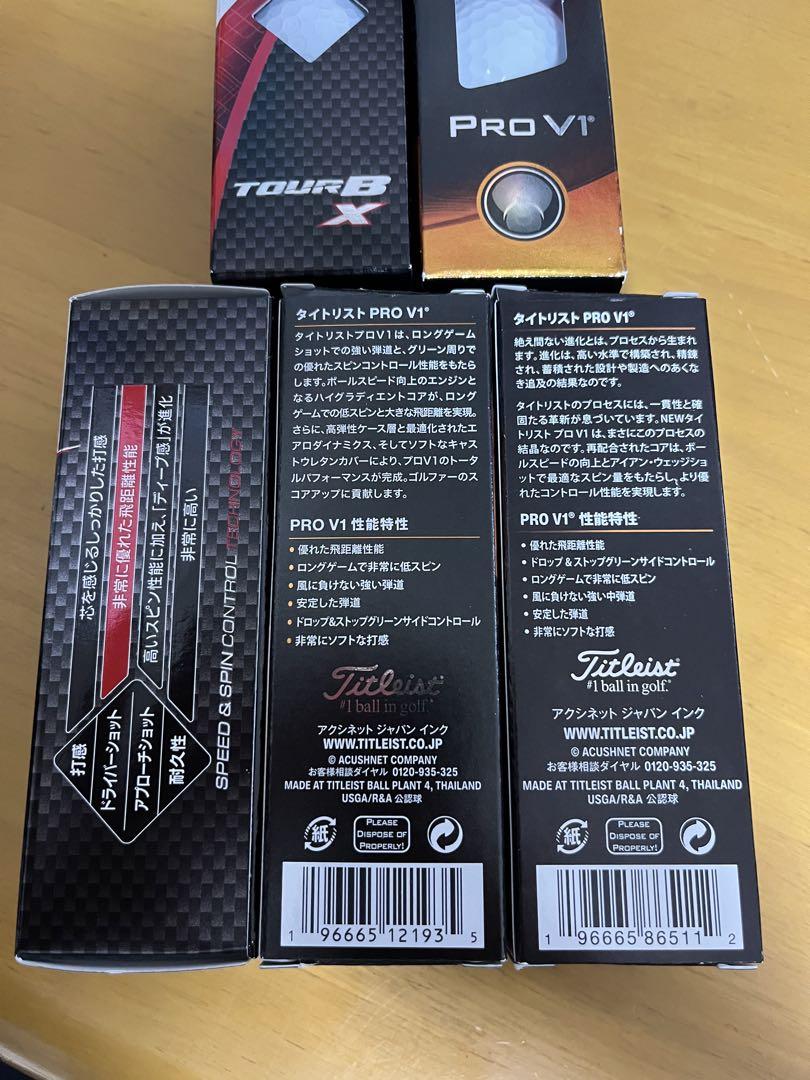 TOUR B
X
PRO V1®
芯を感じるしっかりした打感
非常に優れた飛距離性能
高いスピン性能に加え、「ディープ感」が進化
非常に高い
打感
ドライバーショット
アプローチショット
耐久性
SPEED & SPIN CONTROL TECHNOLOGY
タイトリスト PRO V1®
タイトリストプロV1は、ロングゲーム
ショットでの強い弾道と、グリーン周りで
の優れたスピンコントロール性能をもたら
します。ボールスピード向上のエンジンと
なるハイグラディエントコアが、ロング
ゲームでの低スピンと大きな飛距離を実現。
さらに、高弾性ケース層と最適化されたエ
アロダイナミクス、そしてソフトなキャス
トウレタンカバーにより、プロV1のトータ
ルパフォーマンスが完成。ゴルファーのス
コアアップに貢献します。
PRO V1 性能特性
• 優れた飛距離性能
• ロングゲームで非常に低スピン
• 風に負けない強い弾道
• 安定した弾道
• ドロップ&ストップグリーンサイドコントロール
• 非常にソフトな打感
Titleist®
#1 ball in golf.®
アクシネット ジャパン インク
WWW.TITLEIST.CO.JP
© ACUSHNET COMPANY
お客様相談ダイヤル 0120-935-325
MADE AT TITLEIST BALL PLANT 4, THAILAND
USGA/R&A 公認球
紙
PLEASE
DISPOSE OF
PROPERLY!
1 96665 12193 5
タイトリスト PRO V1®
絶え間ない進化とは、プロセスから生まれ
ます。進化は、高い水準で構築され、精錬
され、蓄積された設計や製造へのあくな
き追及の結果なのです。
タイトリストのプロセスには、一貫性と確
固たる革新が息づいています。NEWタイ
トリスト プロ V1 は、まさにこのプロセスの
結晶なのです。再配合されたコアは、ボー
ルスピードの向上とアイアン・ウェッジショッ
トで最適なスピン量をもたらし、より優
れたコントロール性能を実現します。
PRO V1® 性能特性
• 優れた飛距離性能
• ドロップ & ストップグリーンサイドコントロール
• ロングゲームで非常に低スピン
• 風に負けない強い中弾道
• 安定した弾道
• 非常にソフトな打感
Titleist®
#1 ball in golf.®
アクシネット ジャパン インク
WWW.TITLEIST.CO.JP
© ACUSHNET COMPANY
お客様相談ダイヤル 0120-935-325
MADE AT TITLEIST BALL PLANT 4, THAILAND
USGA/R&A 公認球
紙
PLEASE
DISPOSE OF
PROPERLY!
1 96665 86511 2